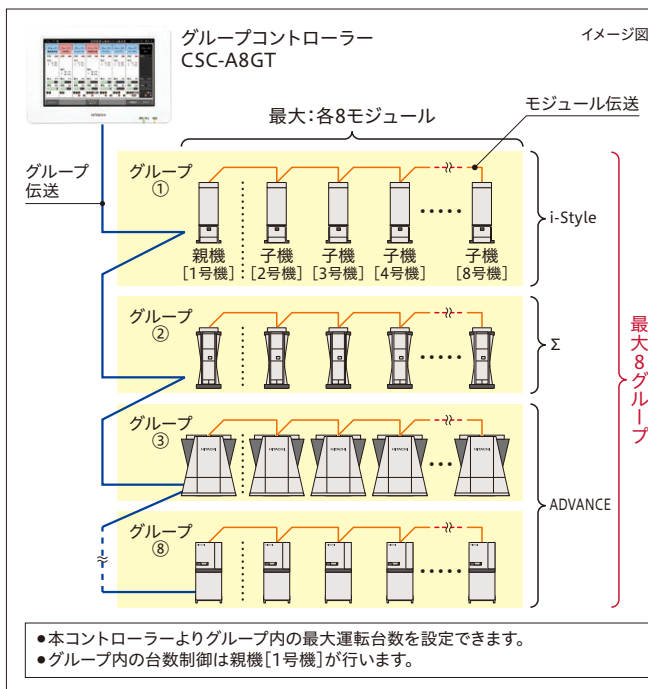 グループコントローラー
CSC-A8GT
イメージ図
HITACHI
最大:各8モジュール
モジュール伝送
グループ
伝送
グループ
①
親機
[1号機]
子機
[2号機]
子機
[3号機]
子機
[4号機]
子機
[8号機]
i-Style
グループ
②
Σ
グループ
③
HITACHI
HITACHI
HITACHI
HITACHI
HITACHI
ADVANCE
グループ
⑧
最大8グループ
●本コントローラーよりグループ内の最大運転台数を設定できます。
●グループ内の台数制御は親機[1号機]が行います。